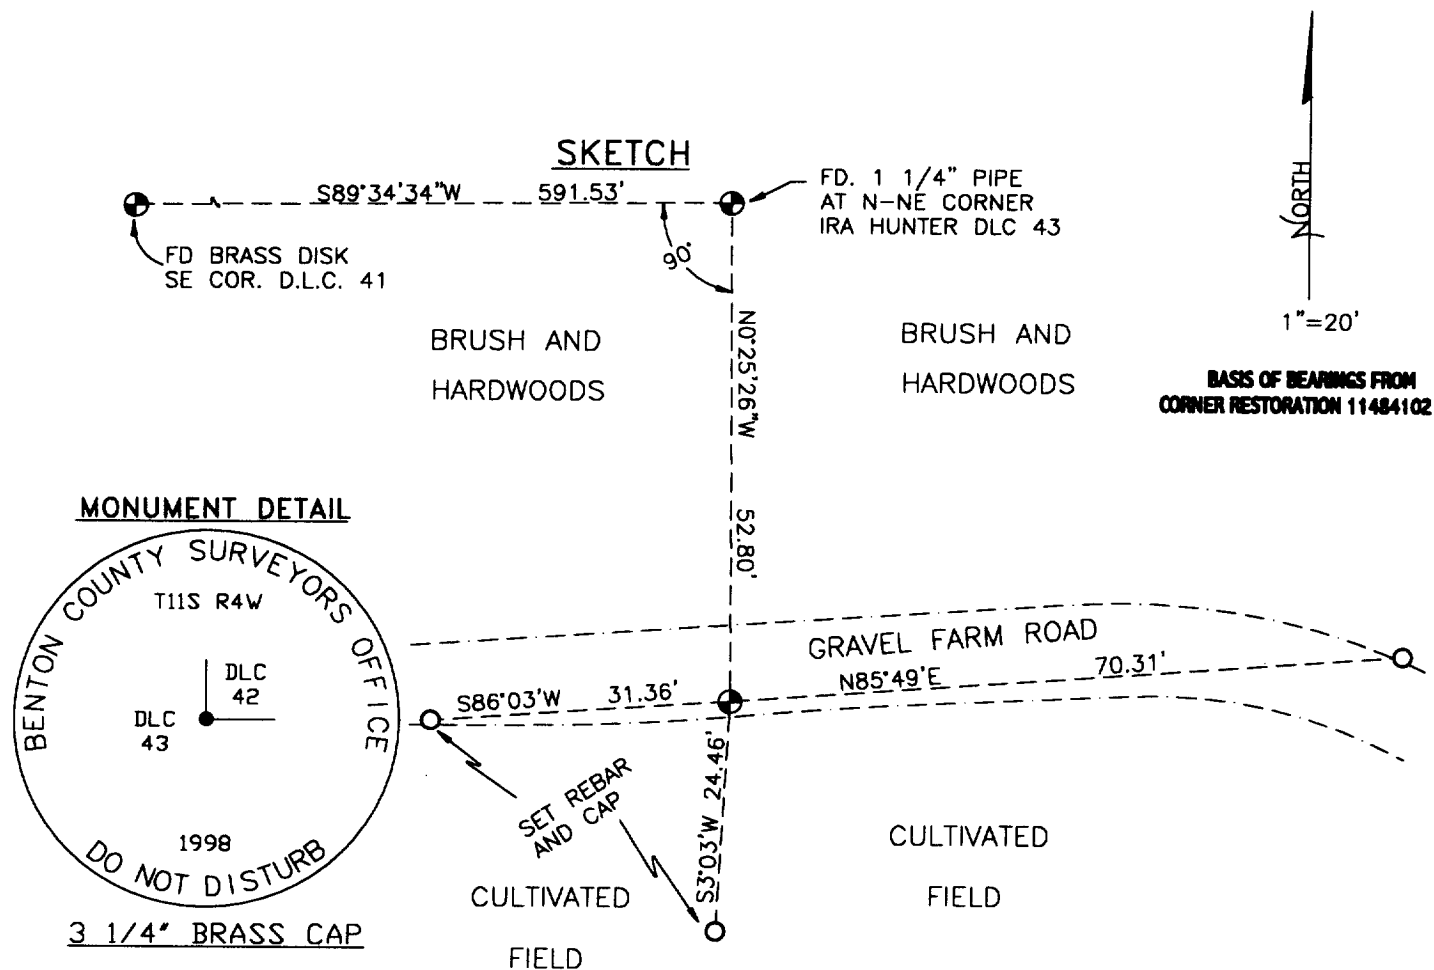 SKETCH
S89°34'34"W 591.53'
FD. 1 1/4" PIPE
AT N-NE CORNER
IRA HUNTER DLC 43
FD BRASS DISK
SE COR. D.L.C. 41
90°
NORTH
1"=20'
BASIS OF BEARINGS FROM
CORNER RESTORATION 11484102
BRUSH AND
HARDWOODS
BRUSH AND
HARDWOODS
N0°25'26"W 52.80'
MONUMENT DETAIL
BENTON COUNTY SURVEYORS OFFICE
T11S R4W
DLC
42
DLC
43
1998
DO NOT DISTURB
3 1/4" BRASS CAP
GRAVEL FARM ROAD
S86°03'W 31.36'
N85°49'E 70.31'
S3°03'W 24.46'
SET REBAR
AND CAP
CULTIVATED
FIELD
CULTIVATED
FIELD